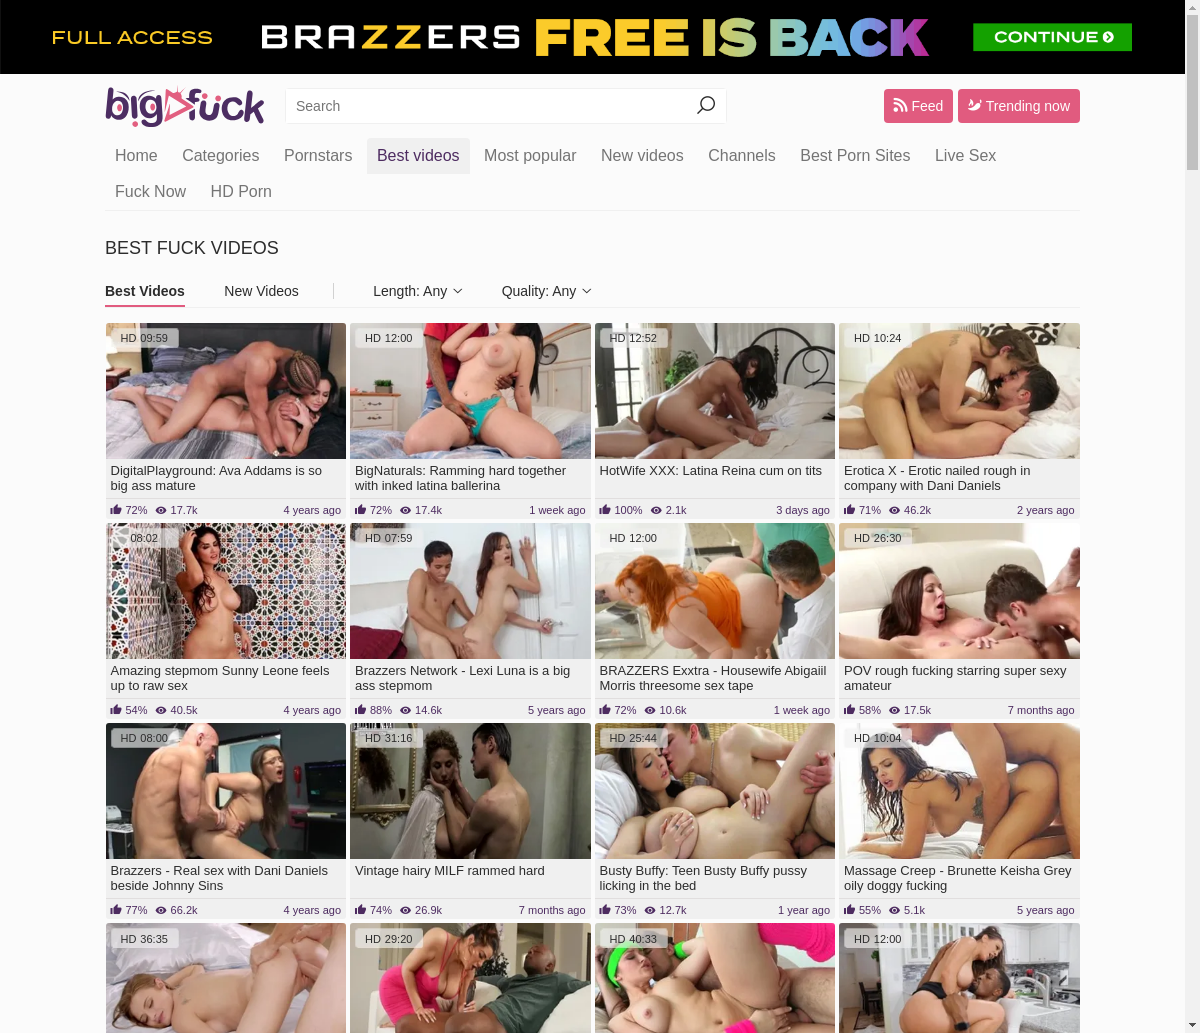 FULL ACCESS BRAZZERS FREE IS BACK CONTINUE
big fuck Search Feed Trending now
Home Categories Pornstars Best videos Most popular New videos Channels Best Porn Sites Live Sex
Fuck Now HD Porn
BEST FUCK VIDEOS
Best Videos New Videos Length: Any Quality: Any
HD 09:59 HD 12:00 HD 12:52 HD 10:24
DigitalPlayground: Ava Addams is so
big ass mature
72% 17.7k 4 years ago
BigNaturals: Ramming hard together
with inked latina ballerina
72% 17.4k 1 week ago
HotWife XXX: Latina Reina cum on tits
100% 2.1k 3 days ago
Erotica X - Erotic nailed rough in
company with Dani Daniels
71% 46.2k 2 years ago
08:02 HD 07:59 HD 12:00 HD 26:30
Amazing stepmom Sunny Leone feels
up to raw sex
54% 40.5k 4 years ago
Brazzers Network - Lexi Luna is a big
ass stepmom
88% 14.6k 5 years ago
BRAZZERS Exxtra - Housewife Abigaiil
Morris threesome sex tape
72% 10.6k 1 week ago
POV rough fucking starring super sexy
amateur
58% 17.5k 7 months ago
HD 08:00 HD 31:16 HD 25:44 HD 10:04
Brazzers - Real sex with Dani Daniels
beside Johnny Sins
77% 66.2k 4 years ago
Vintage hairy MILF rammed hard
74% 26.9k 7 months ago
Busty Buffy: Teen Busty Buffy pussy
licking in the bed
73% 12.7k 1 year ago
Massage Creep - Brunette Keisha Grey
oily doggy fucking
55% 5.1k 5 years ago
HD 36:35 HD 29:20 HD 40:33 HD 12:00